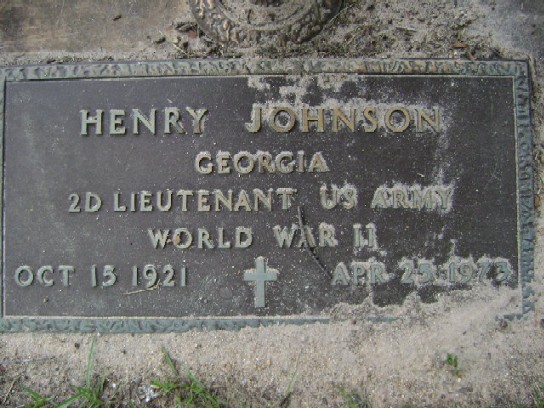 HENRY JOHNSON
GEORGIA
2D LIEUTENANT US ARMY
WORLD WAR II
OCT 15 1921 APR 25 1973